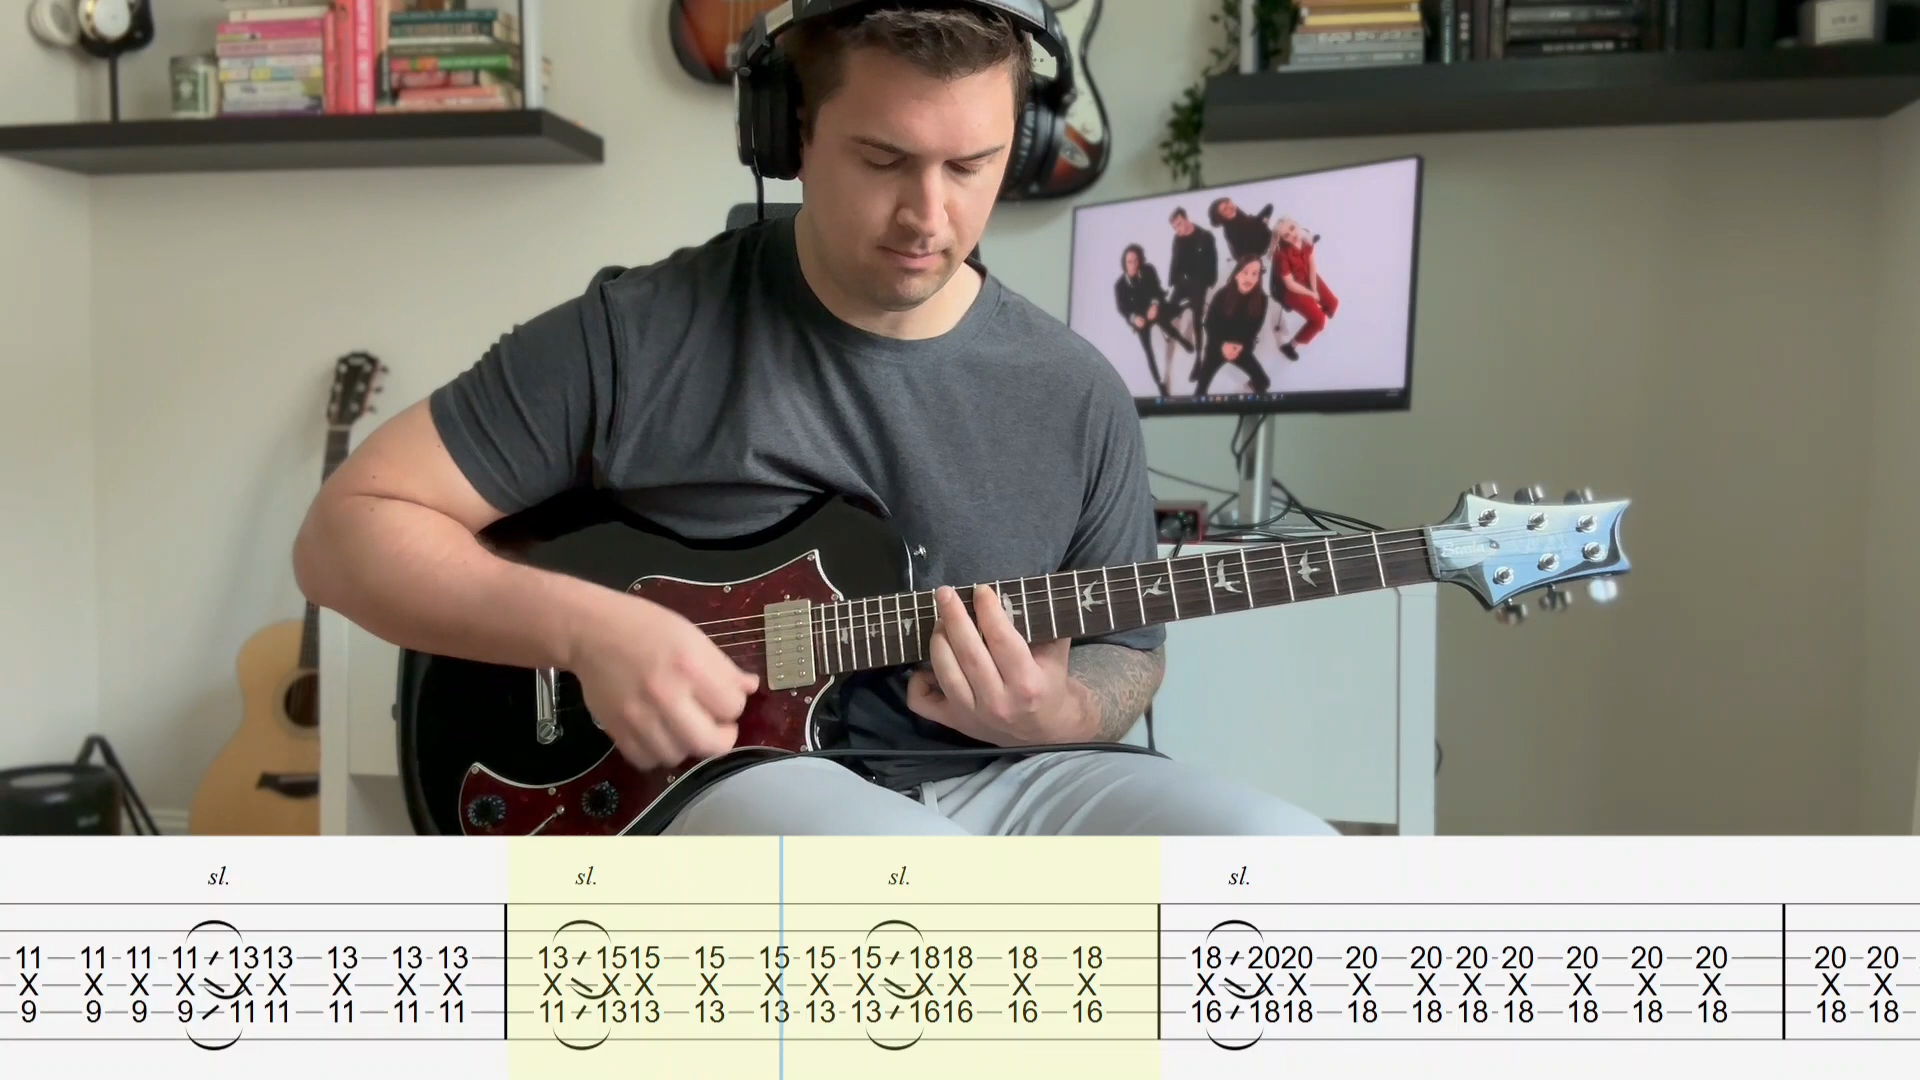 sl. sl. sl. sl.
11 11 11 11 13 13 13 13 13 13 15 15 15 15 15 15 18 18 18 18 18 20 20 20 20 20 20 20 20 20 20 20
X X X X X X X X X X X X X X X X X X X X X X X X X X X X X X X X
9 9 9 9 11 11 11 11 11 11 13 13 13 13 13 13 16 16 16 16 16 18 18 18 18 18 18 18 18 18 18 18